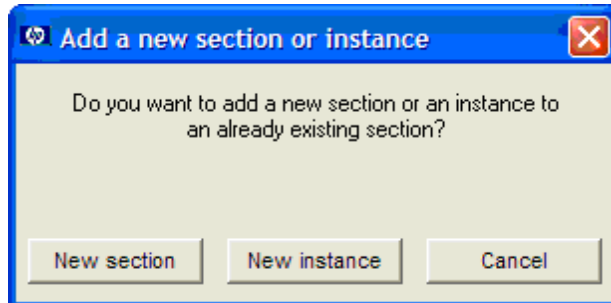 Add a new section or instance
Do you want to add a new section or an instance to
an already existing section?
New section New instance Cancel